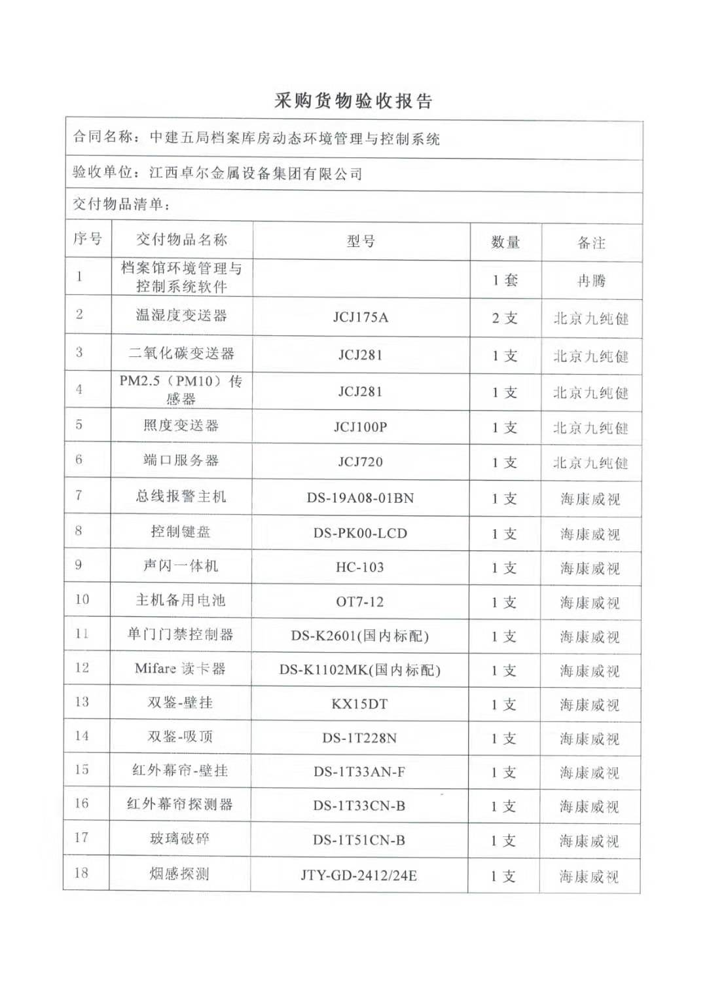 采购货物验收报告
合同名称：中建五局档案库房动态环境管理与控制系统
验收单位：江西卓尔金属设备集团有限公司
交付物品清单：
序号 交付物品名称 型号 数量 备注
1 档案馆环境管理与 1 套 冉腾
控制系统软件
2 温湿度变送器 JCJ175A 2 支 北京九纯健
3 二氧化碳变送器 JCJ281 1 支 北京九纯健
4 PM2.5（PM10）传 JCJ281 1 支 北京九纯健
感器
5 照度变送器 JCJ100P 1 支 北京九纯健
6 端口服务器 JCJ720 1 支 北京九纯健
7 总线报警主机 DS-19A08-01BN 1 支 海康威视
8 控制键盘 DS-PK00-LCD 1 支 海康威视
9 声闪一体机 HC-103 1 支 海康威视
10 主机备用电池 OT7-12 1 支 海康威视
11 单门门禁控制器 DS-K2601(国内标配) 1 支 海康威视
12 Mifare 读卡器 DS-K1102MK(国内标配) 1 支 海康威视
13 双鉴-壁挂 KX15DT 1 支 海康威视
14 双鉴-吸顶 DS-1T228N 1 支 海康威视
15 红外幕帘-壁挂 DS-1T33AN-F 1 支 海康威视
16 红外幕帘探测器 DS-1T33CN-B 1 支 海康威视
17 玻璃破碎 DS-1T51CN-B 1 支 海康威视
18 烟感探测 JTY-GD-2412/24E 1 支 海康威视